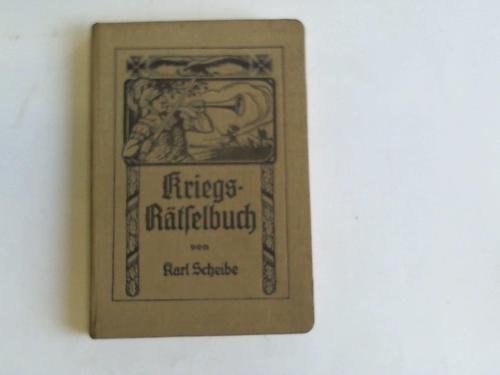 Kriegs-
Rätselbuch
von
Karl Scheibe